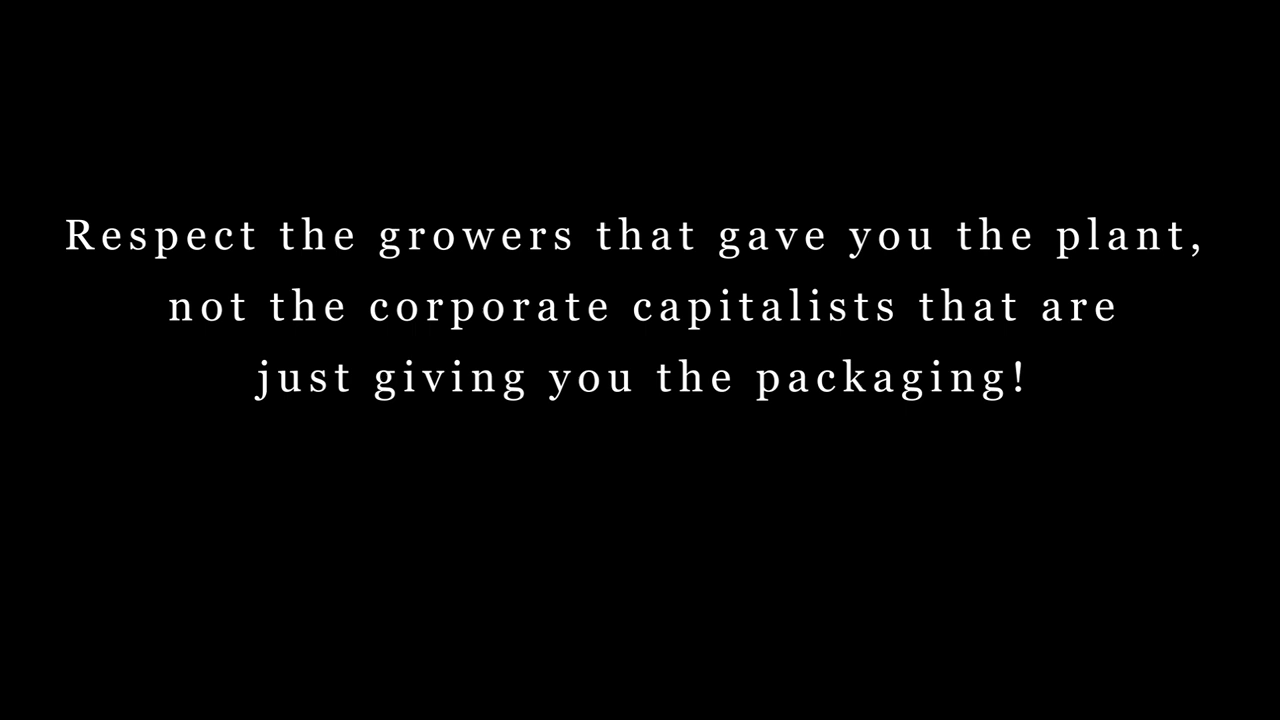 Respect the growers that gave you the plant,
not the corporate capitalists that are
just giving you the packaging!